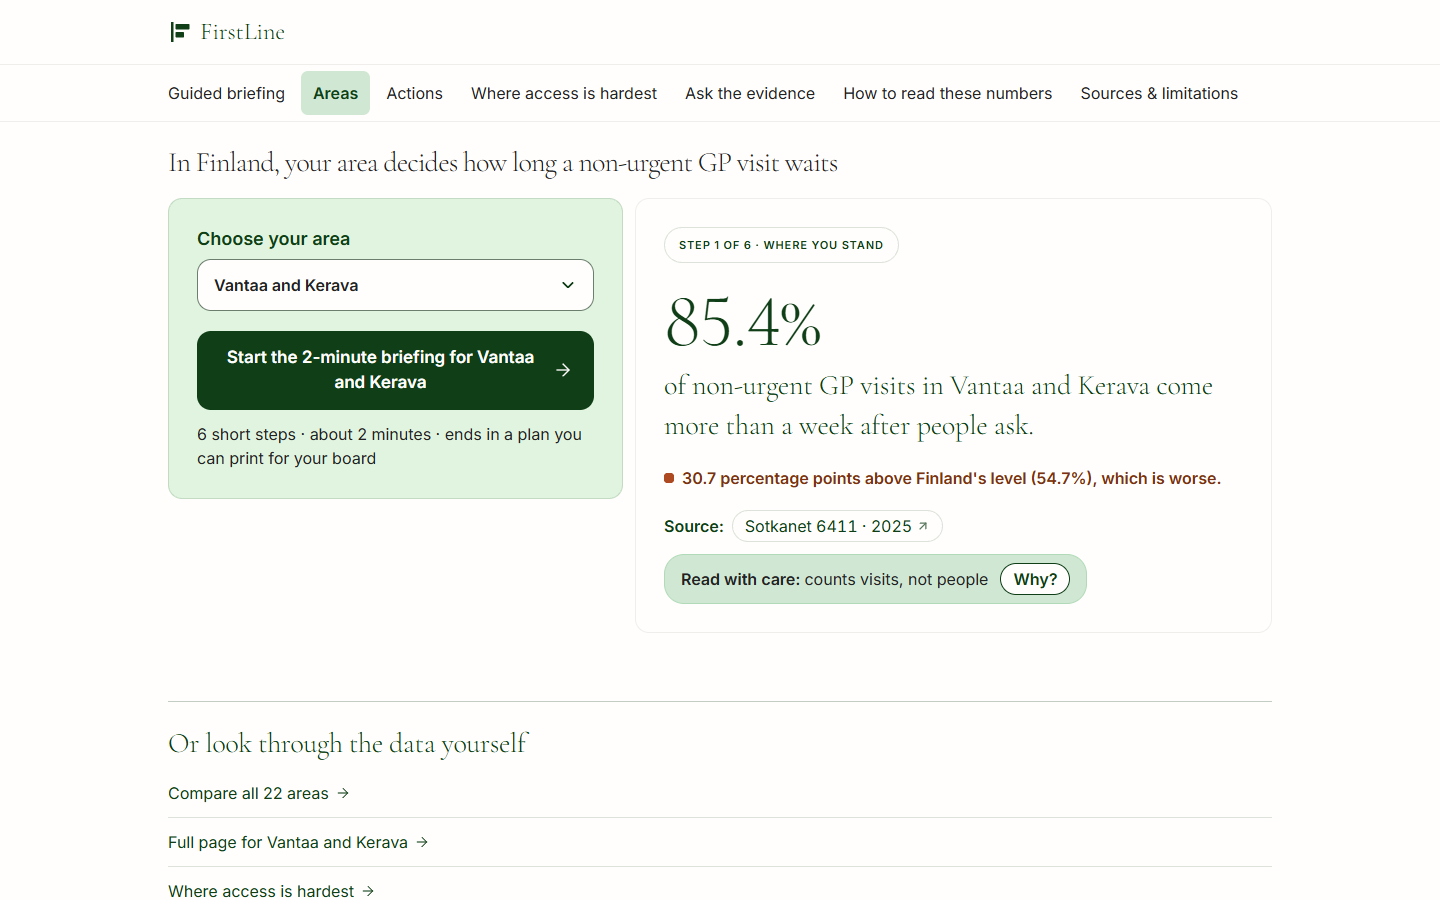 FirstLine
Guided briefing
Areas
Actions
Where access is hardest
Ask the evidence
How to read these numbers
Sources & limitations
In Finland, your area decides how long a non-urgent GP visit waits
Choose your area
Vantaa and Kerava
Start the 2-minute briefing for Vantaa
and Kerava
6 short steps · about 2 minutes · ends in a plan you
can print for your board
STEP 1 OF 6 · WHERE YOU STAND
85.4%
of non-urgent GP visits in Vantaa and Kerava come
more than a week after people ask.
30.7 percentage points above Finland's level (54.7%), which is worse.
Source: Sotkanet 6411 · 2025 ↗
Read with care: counts visits, not people Why?
Or look through the data yourself
Compare all 22 areas →
Full page for Vantaa and Kerava →
Where access is hardest →